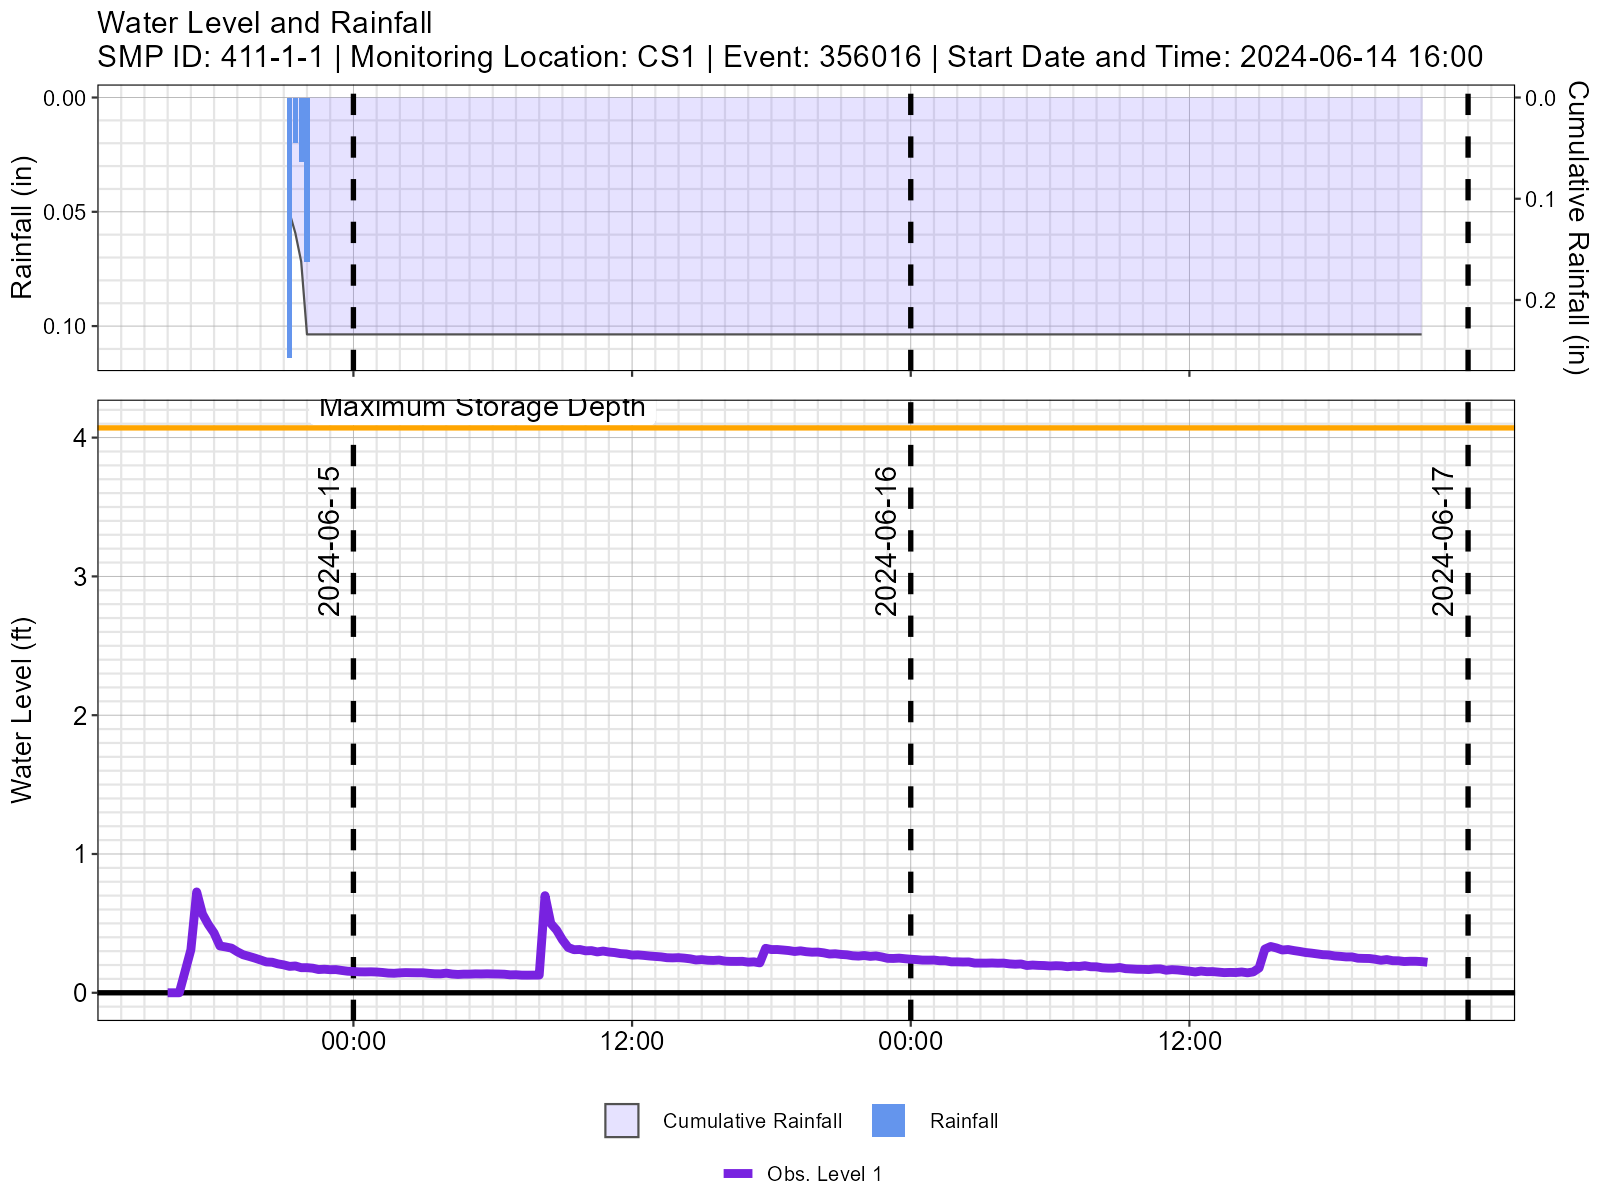 Water Level and Rainfall
SMP ID: 411-1-1 | Monitoring Location: CS1 | Event: 356016 | Start Date and Time: 2024-06-14 16:00
Rainfall (in)
0.00
0.05
0.10
0.0
0.1
0.2
Cumulative Rainfall (in)
Maximum Storage Depth
Water Level (ft)
4
3
2
1
0
2024-06-15
2024-06-16
2024-06-17
00:00
12:00
00:00
12:00
Cumulative Rainfall
Rainfall
Obs. Level 1